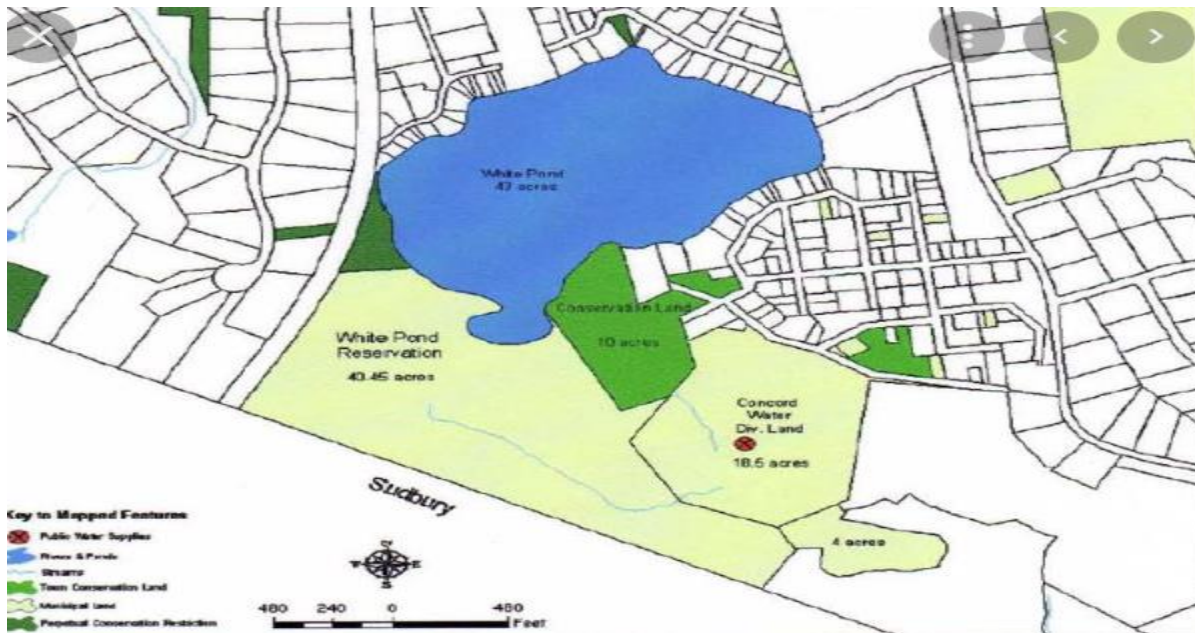 White Pond
43 acres
Conservation Land
10 acres
White Pond
Reservation
40.45 acres
Concord
Water
Div. Land
18.5 acres
4 acres
Sudbury
Key to Mapped Features
Public Water Supplies
Rivers & Ponds
Streams
Town Conservation Land
Municipal Land
Perpetual Conservation Restriction
E
S
480 240 0 480
Feet